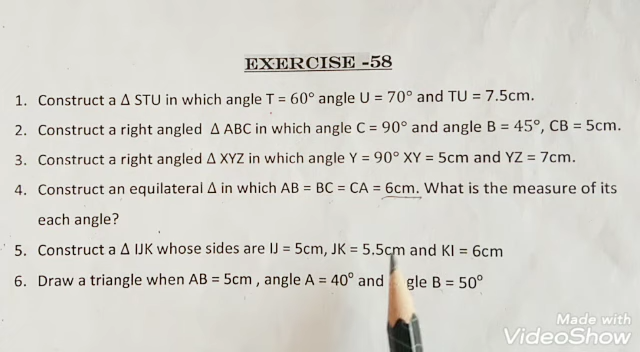 EXERCISE -58
1. Construct a Δ STU in which angle T = 60° angle U = 70° and TU = 7.5cm.
2. Construct a right angled Δ ABC in which angle C = 90° and angle B = 45°, CB = 5cm.
3. Construct a right angled Δ XYZ in which angle Y = 90° XY = 5cm and YZ = 7cm.
4. Construct an equilateral Δ in which AB = BC = CA = 6cm. What is the measure of its
each angle?
5. Construct a Δ IJK whose sides are IJ = 5cm, JK = 5.5cm and KI = 6cm
6. Draw a triangle when AB = 5cm , angle A = 40° and gle B = 50°
Made with
VideoShow